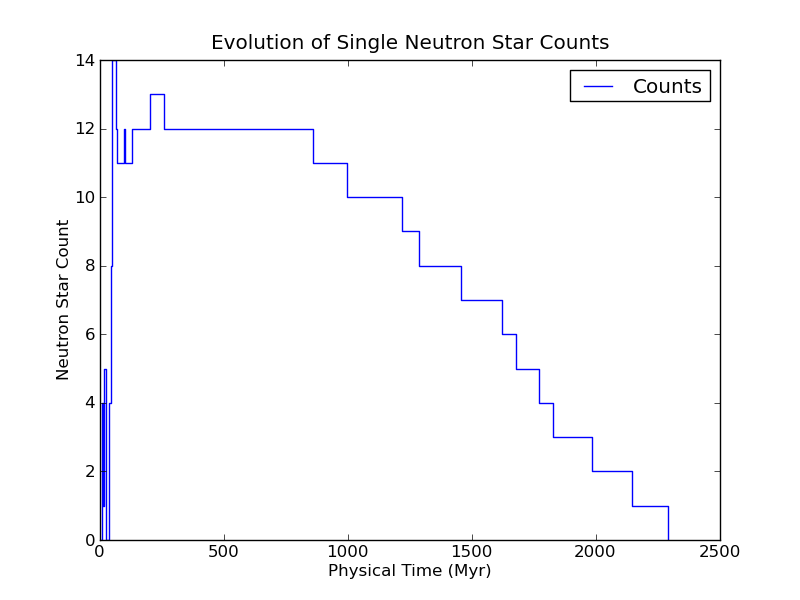 Evolution of Single Neutron Star Counts
Counts
Neutron Star Count
14
12
10
8
6
4
2
0
0 500 1000 1500 2000 2500
Physical Time (Myr)